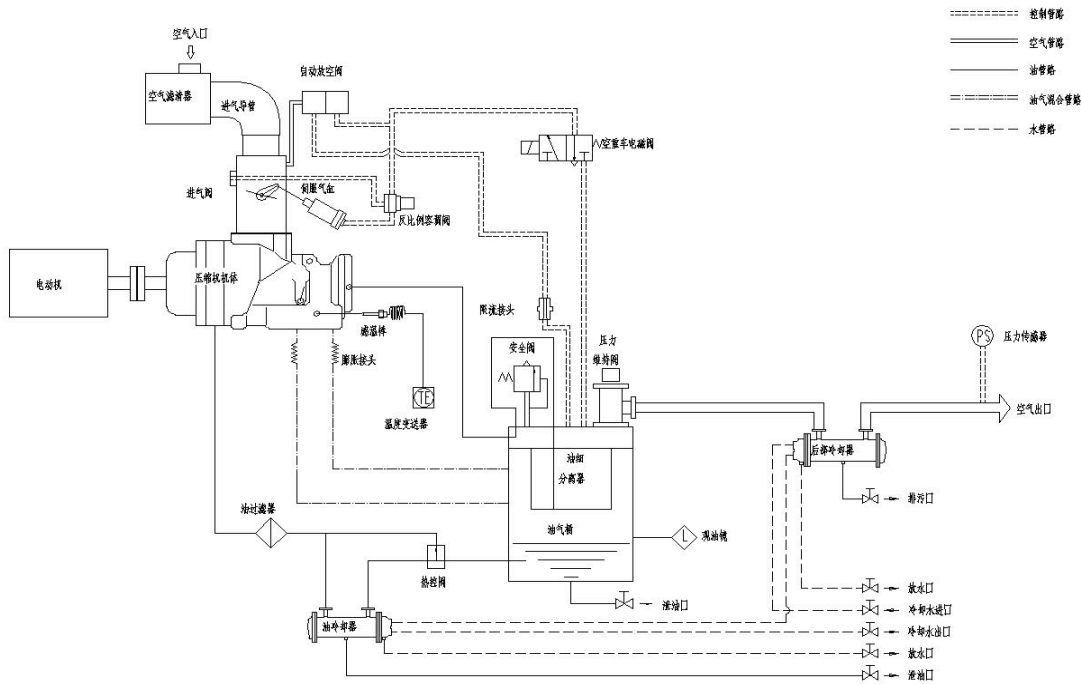 控制管路
空气管路
油管路
油气混合管路
水管路
空气入口
空气滤清器
进气导管
自动放空阀
空重车电磁阀
进气阀
伺服气缸
反比例容调阀
电动机
压缩机机体
感温棒
膨胀接头
TE
温度变送器
限流接头
安全阀
压力
维持阀
PS
压力传感器
空气出口
后部冷却器
排污口
油细
分离器
油气桶
L
观油镜
油过滤器
热控阀
泄油口
油冷却器
放水口
冷却水进口
冷却水出口
放水口
泄油口